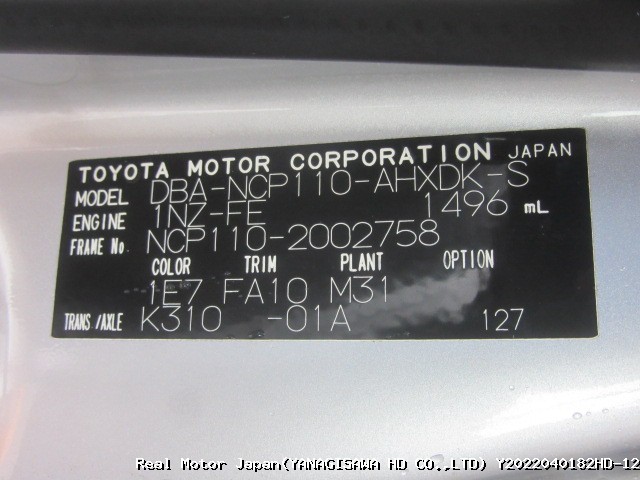 TOYOTA MOTOR CORPORATION JAPAN
MODEL DBA-NCP110-AHXDK-S
ENGINE 1NZ-FE 1496 mL
FRAME No. NCP110-2002758
COLOR TRIM PLANT OPTION
1E7 FA10 M31
TRANS./AXLE K310 -01A 127
Real Motor Japan(YANAGISAWA HD CO.,LTD) Y2022040182HD-12